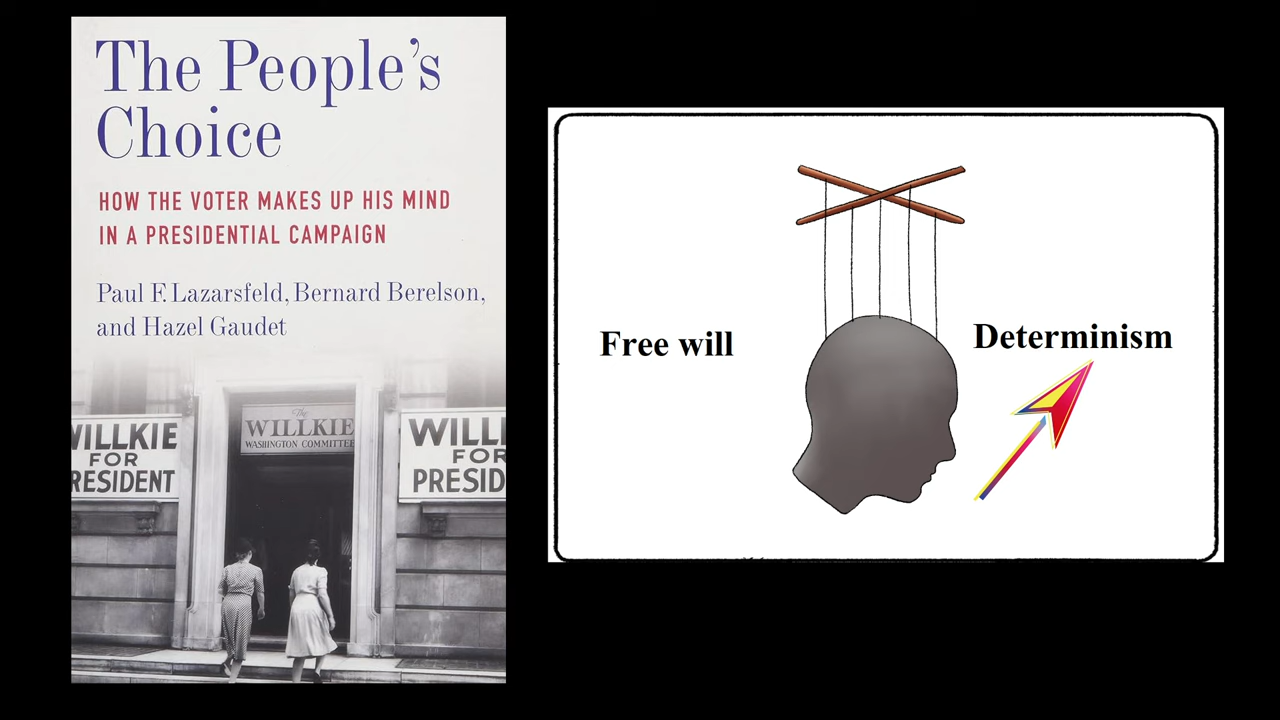 The People's
Choice
HOW THE VOTER MAKES UP HIS MIND
IN A PRESIDENTIAL CAMPAIGN
Paul F. Lazarsfeld, Bernard Berelson,
and Hazel Gaudet
WILLKIE
FOR
RESIDENT
The
WILLKIE
WASHINGTON COMMITTEE
WILL
FOR
PRESID
Free will
Determinism